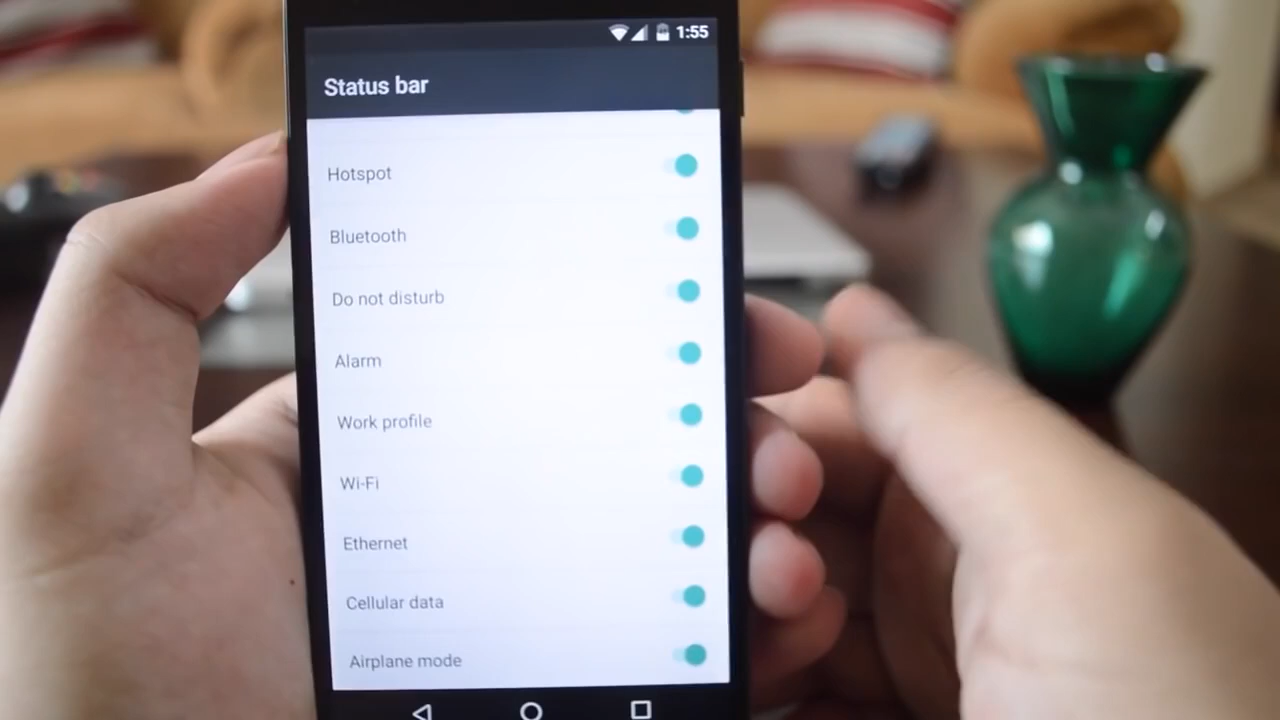 1:55
Status bar
Hotspot
Bluetooth
Do not disturb
Alarm
Work profile
Wi-Fi
Ethernet
Cellular data
Airplane mode